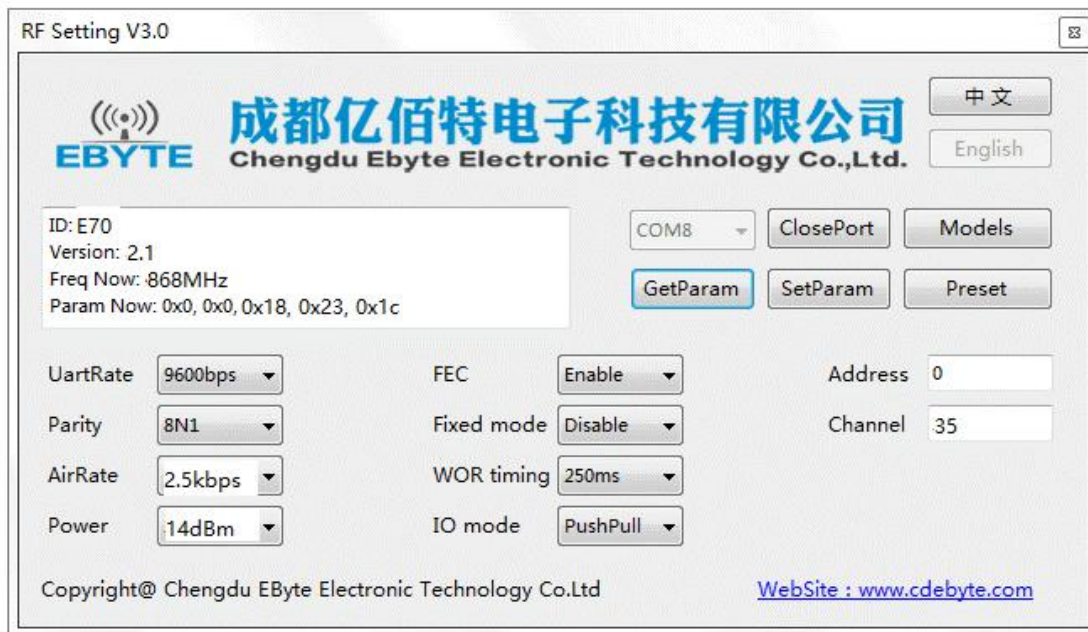 RF Setting V3.0
中文
EBYTE
成都亿佰特电子科技有限公司
Chengdu Ebyte Electronic Technology Co.,Ltd.
English
ID: E70
Version: 2.1
Freq Now: 868MHz
Param Now: 0x0, 0x0, 0x18, 0x23, 0x1c
COM8 ClosePort Models
GetParam SetParam Preset
UartRate 9600bps FEC Enable Address 0
Parity 8N1 Fixed mode Disable Channel 35
AirRate 2.5kbps WOR timing 250ms
Power 14dBm IO mode PushPull
Copyright@ Chengdu EByte Electronic Technology Co.Ltd WebSite : www.cdebyte.com